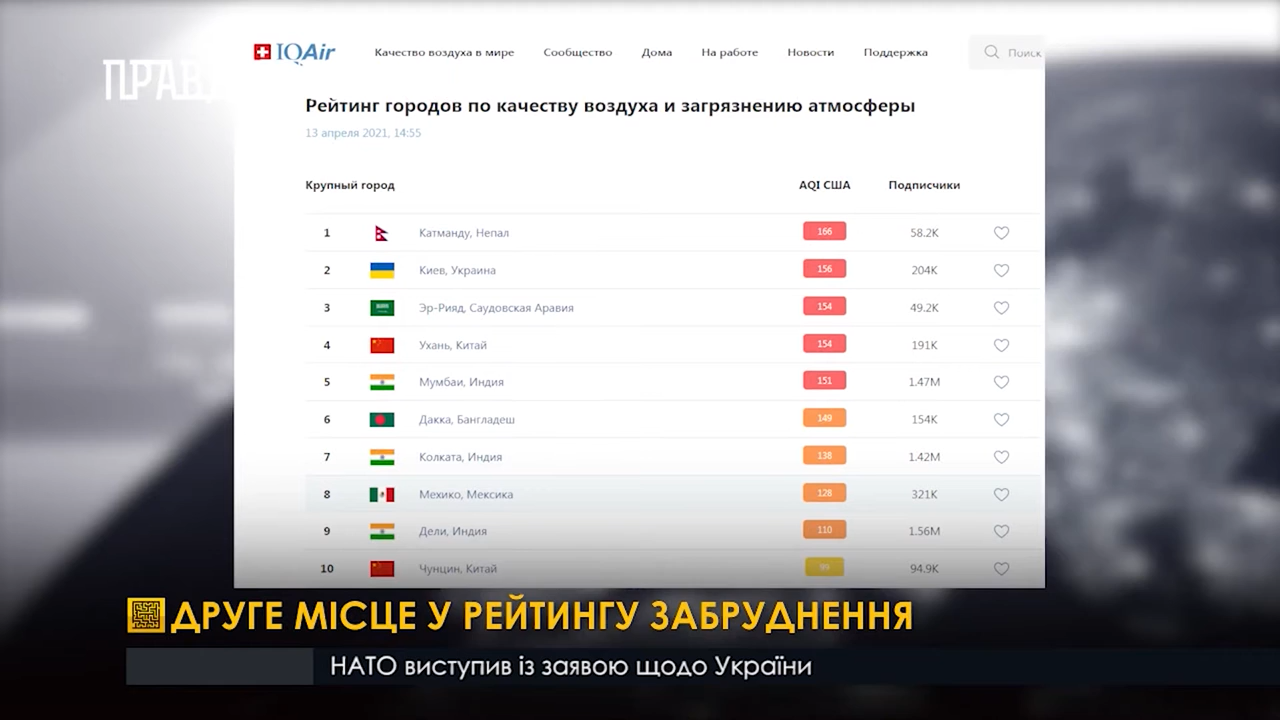 IQAir Качество воздуха в мире Сообщество Дома На работе Новости Поддержка Поиск
Рейтинг городов по качеству воздуха и загрязнению атмосферы
13 апреля 2021, 14:55
Крупный город AQI США Подписчики
1 Катманду, Непал 166 58.2K
2 Киев, Украина 156 204K
3 Эр-Рияд, Саудовская Аравия 154 49.2K
4 Ухань, Китай 154 191K
5 Мумбаи, Индия 151 1.47M
6 Дакка, Бангладеш 149 154K
7 Колката, Индия 138 1.42M
8 Мехико, Мексика 128 321K
9 Дели, Индия 110 1.56M
10 Чунцин, Китай 99 94.9K
ДРУГЕ МІСЦЕ У РЕЙТИНГУ ЗАБРУДНЕННЯ
НАТО виступив із заявою щодо України